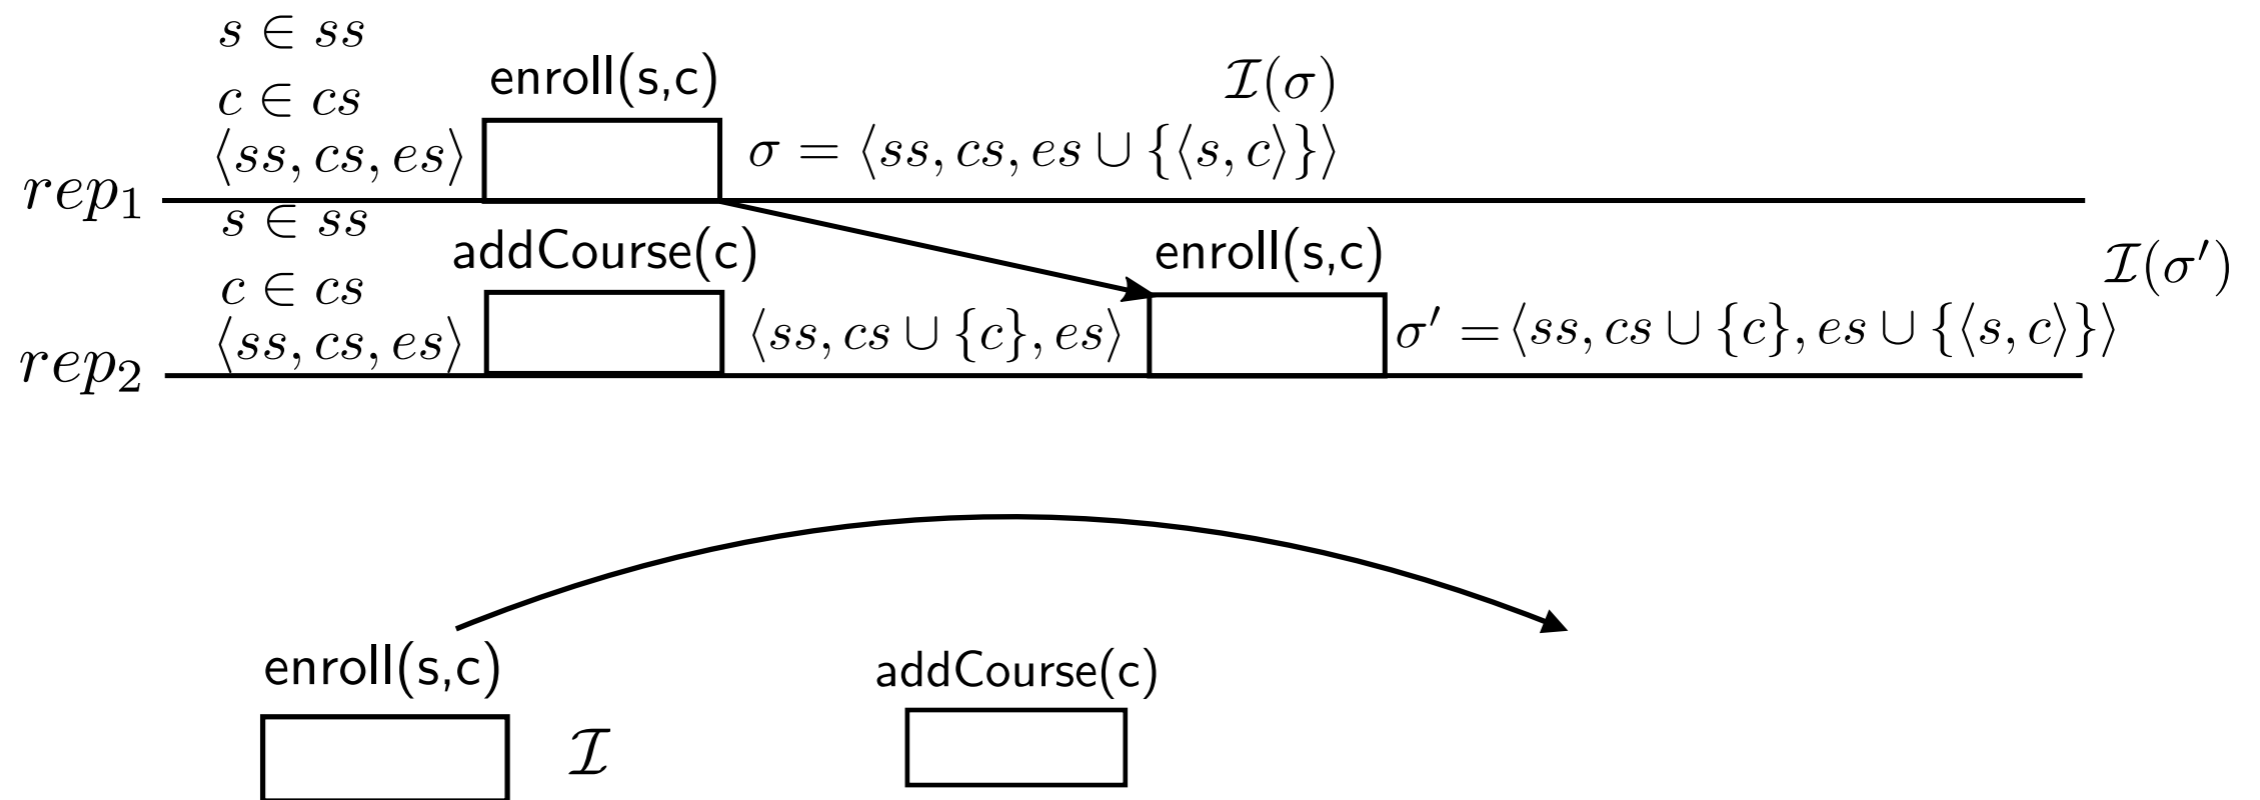 s ∈ ss
c ∈ cs
enroll(s,c)
I(σ)
⟨ss, cs, es⟩
σ = ⟨ss, cs, es ∪ {⟨s, c⟩}⟩
rep₁
s ∈ ss
addCourse(c)
enroll(s,c)
I(σ′)
c ∈ cs
⟨ss, cs, es⟩
⟨ss, cs ∪ {c}, es⟩
σ′ = ⟨ss, cs ∪ {c}, es ∪ {⟨s, c⟩}⟩
rep₂
enroll(s,c)
addCourse(c)
I